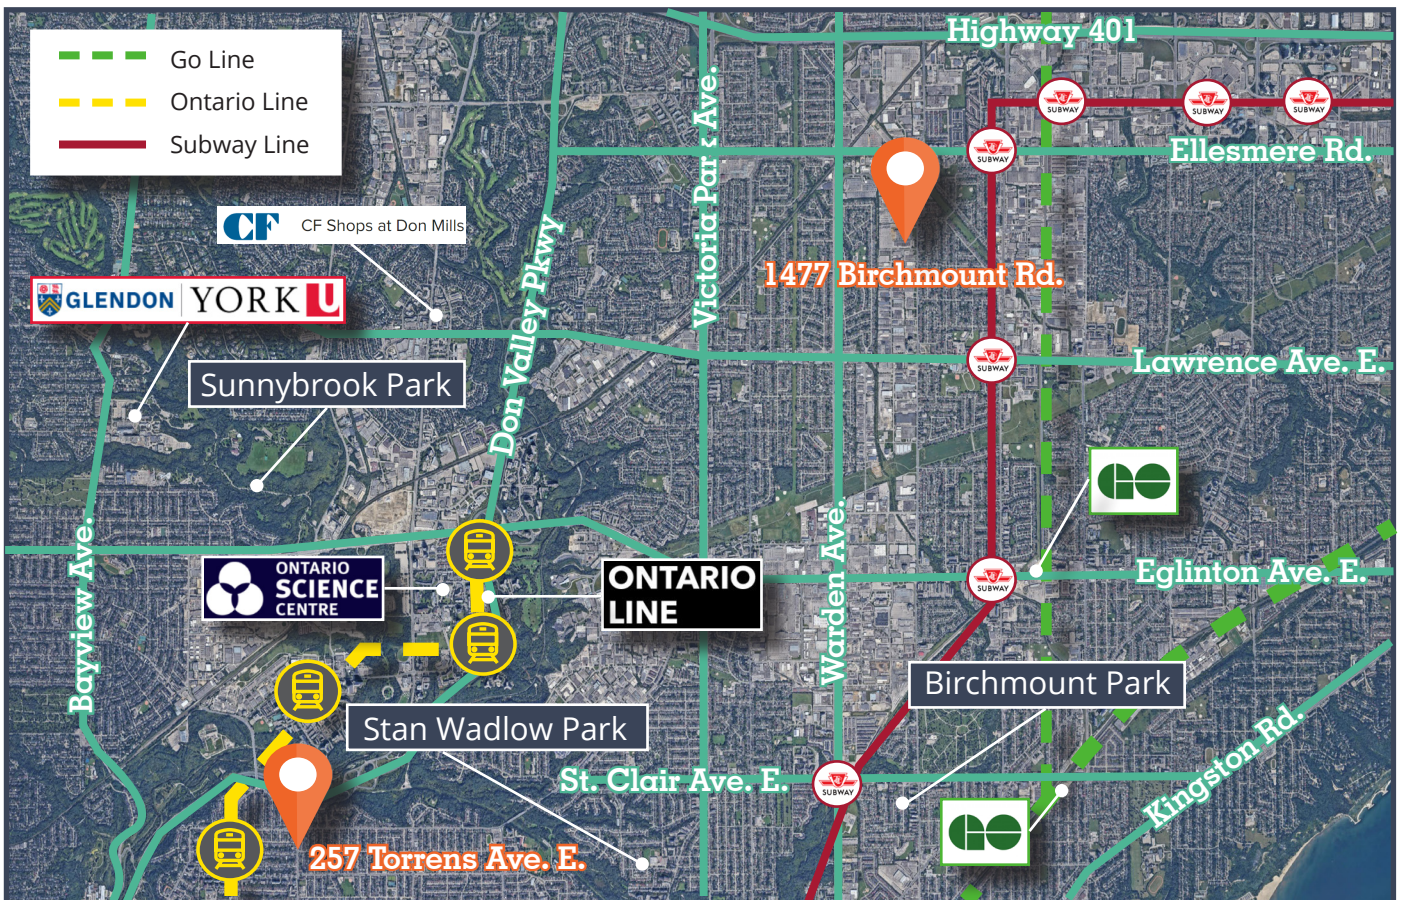 Go Line
Ontario Line
Subway Line
Highway 401
SUBWAY
SUBWAY
SUBWAY
SUBWAY
Ellesmere Rd.
Victoria Park Ave.
CF CF Shops at Don Mills
Don Valley Pkwy
1477 Birchmount Rd.
GLENDON YORK U
SUBWAY
Lawrence Ave. E.
Sunnybrook Park
GO
Bayview Ave.
Warden Ave.
ONTARIO
SCIENCE
CENTRE
ONTARIO
LINE
SUBWAY
Eglinton Ave. E.
Birchmount Park
Stan Wadlow Park
St. Clair Ave. E.
SUBWAY
Kingston Rd.
GO
257 Torrens Ave. E.